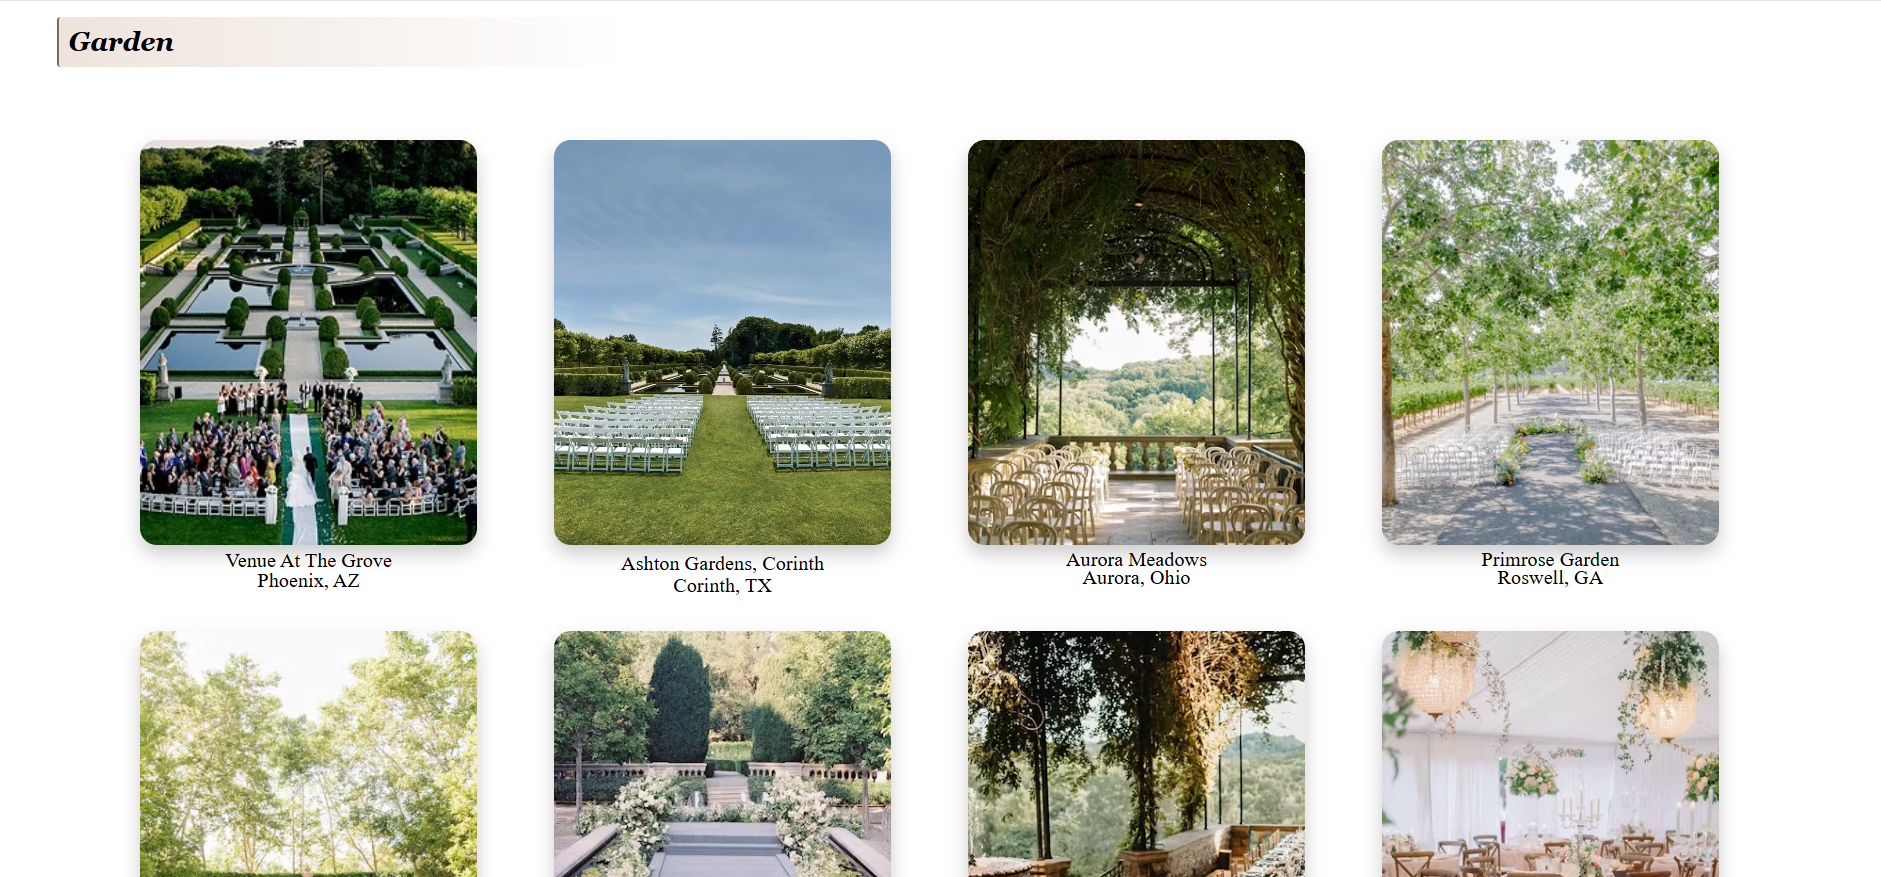 Garden
Venue At The Grove
Phoenix, AZ
Ashton Gardens, Corinth
Corinth, TX
Aurora Meadows
Aurora, Ohio
Primrose Garden
Roswell, GA